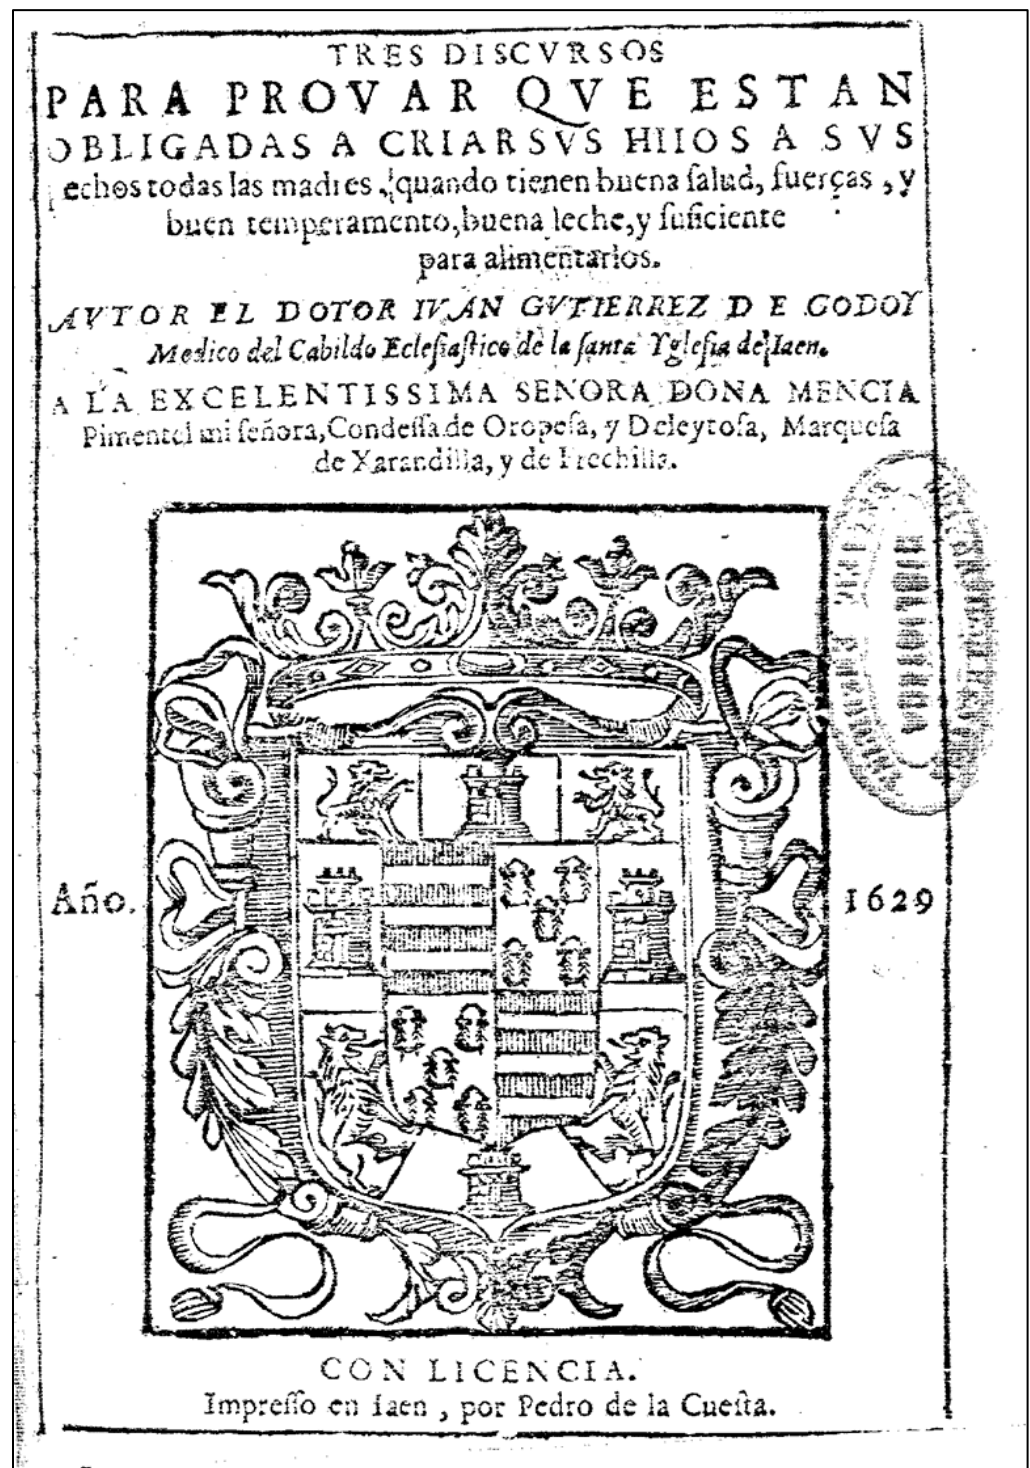 TRES DISCVRSOS
PARA PROVAR QVE ESTAN
OBLIGADAS A CRIAR SVS HIIOS A SVS
pechos todas las madres, quando tienen buena ſalud, fuerças, y
buen temperamento, buena leche, y ſuficiente
para alimentarlos.
AVTOR EL DOTOR IVAN GVTIERREZ DE GODOY
Medico del Cabildo Ecleſiaſtico de la ſanta Ygleſia de Iaen.
A LA EXCELENTISSIMA SEÑORA DOÑA MENCIA
Pimentel mi ſeñora, Condeſſa de Oropeſa, y Deleytoſa, Marqueſa
de Xarandilla, y de Frechilla.
Año. 1629
CON LICENCIA.
Impreſſo en Iaen, por Pedro de la Cueſta.